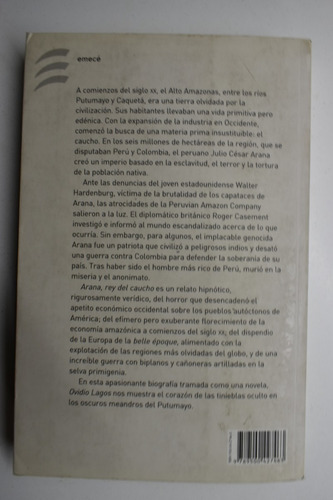 emecé
A comienzos del siglo XX, el Alto Amazonas, entre los ríos
Putumayo y Caquetá, era una tierra olvidada por la
civilización. Sus habitantes llevaban una vida primitiva pero
edénica. Con la expansión de la industria en Occidente,
comenzó la busca de una materia prima insustituible: el
caucho. En los seis millones de hectáreas de la región, que se
disputaban Perú y Colombia, el peruano Julio César Arana
creó un imperio basado en la esclavitud, el terror y la tortura
de la población nativa.
Ante las denuncias del joven estadounidense Walter
Hardenburg, víctima de la brutalidad de los capataces de
Arana, las atrocidades de la Peruvian Amazon Company
salieron a la luz. El diplomático británico Roger Casement
investigó e informó al mundo escandalizado acerca de lo que
ocurría. Sin embargo, para algunos, el implacable genocida
Arana fue un patriota que civilizó a peligrosos indios y desató
una guerra contra Colombia para defender la soberanía de su
país. Tras haber sido el hombre más rico de Perú, murió en
la miseria y el anonimato.
Arana, rey del caucho es un relato hipnótico,
rigurosamente verídico, del horror que desencadenó el
apetito económico occidental sobre los pueblos autóctonos de
América; del efímero pero exuberante florecimiento de la
economía amazónica a comienzos del siglo XX; del dispendio
de la Europa de la belle époque, alimentado con la
explotación de las regiones más olvidadas del globo, y de una
increíble guerra con biplanos y cañoneras artilladas en la
selva primigenia.
En esta apasionante biografía tramada como una novela,
Ovidio Lagos nos muestra el corazón de las tinieblas oculto en
los oscuros meandros del Putumayo.